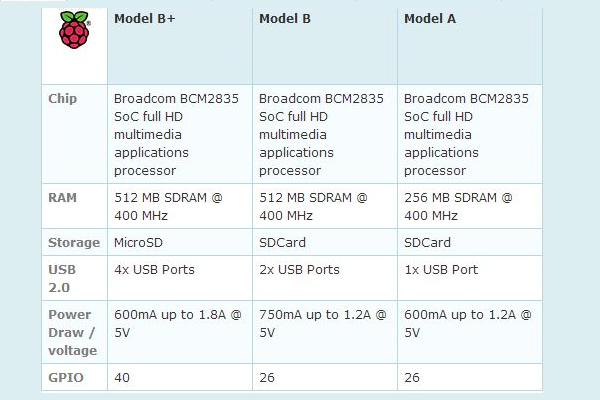 Model B+ Model B Model A
Chip Broadcom BCM2835 Broadcom BCM2835 Broadcom BCM2835
SoC full HD SoC full HD SoC full HD
multimedia multimedia multimedia
applications applications applications
processor processor processor
RAM 512 MB SDRAM @ 512 MB SDRAM @ 256 MB SDRAM @
400 MHz 400 MHz 400 MHz
Storage MicroSD SDCard SDCard
USB 4x USB Ports 2x USB Ports 1x USB Port
2.0
Power 600mA up to 1.8A @ 750mA up to 1.2A @ 600mA up to 1.2A @
Draw / 5V 5V 5V
voltage
GPIO 40 26 26